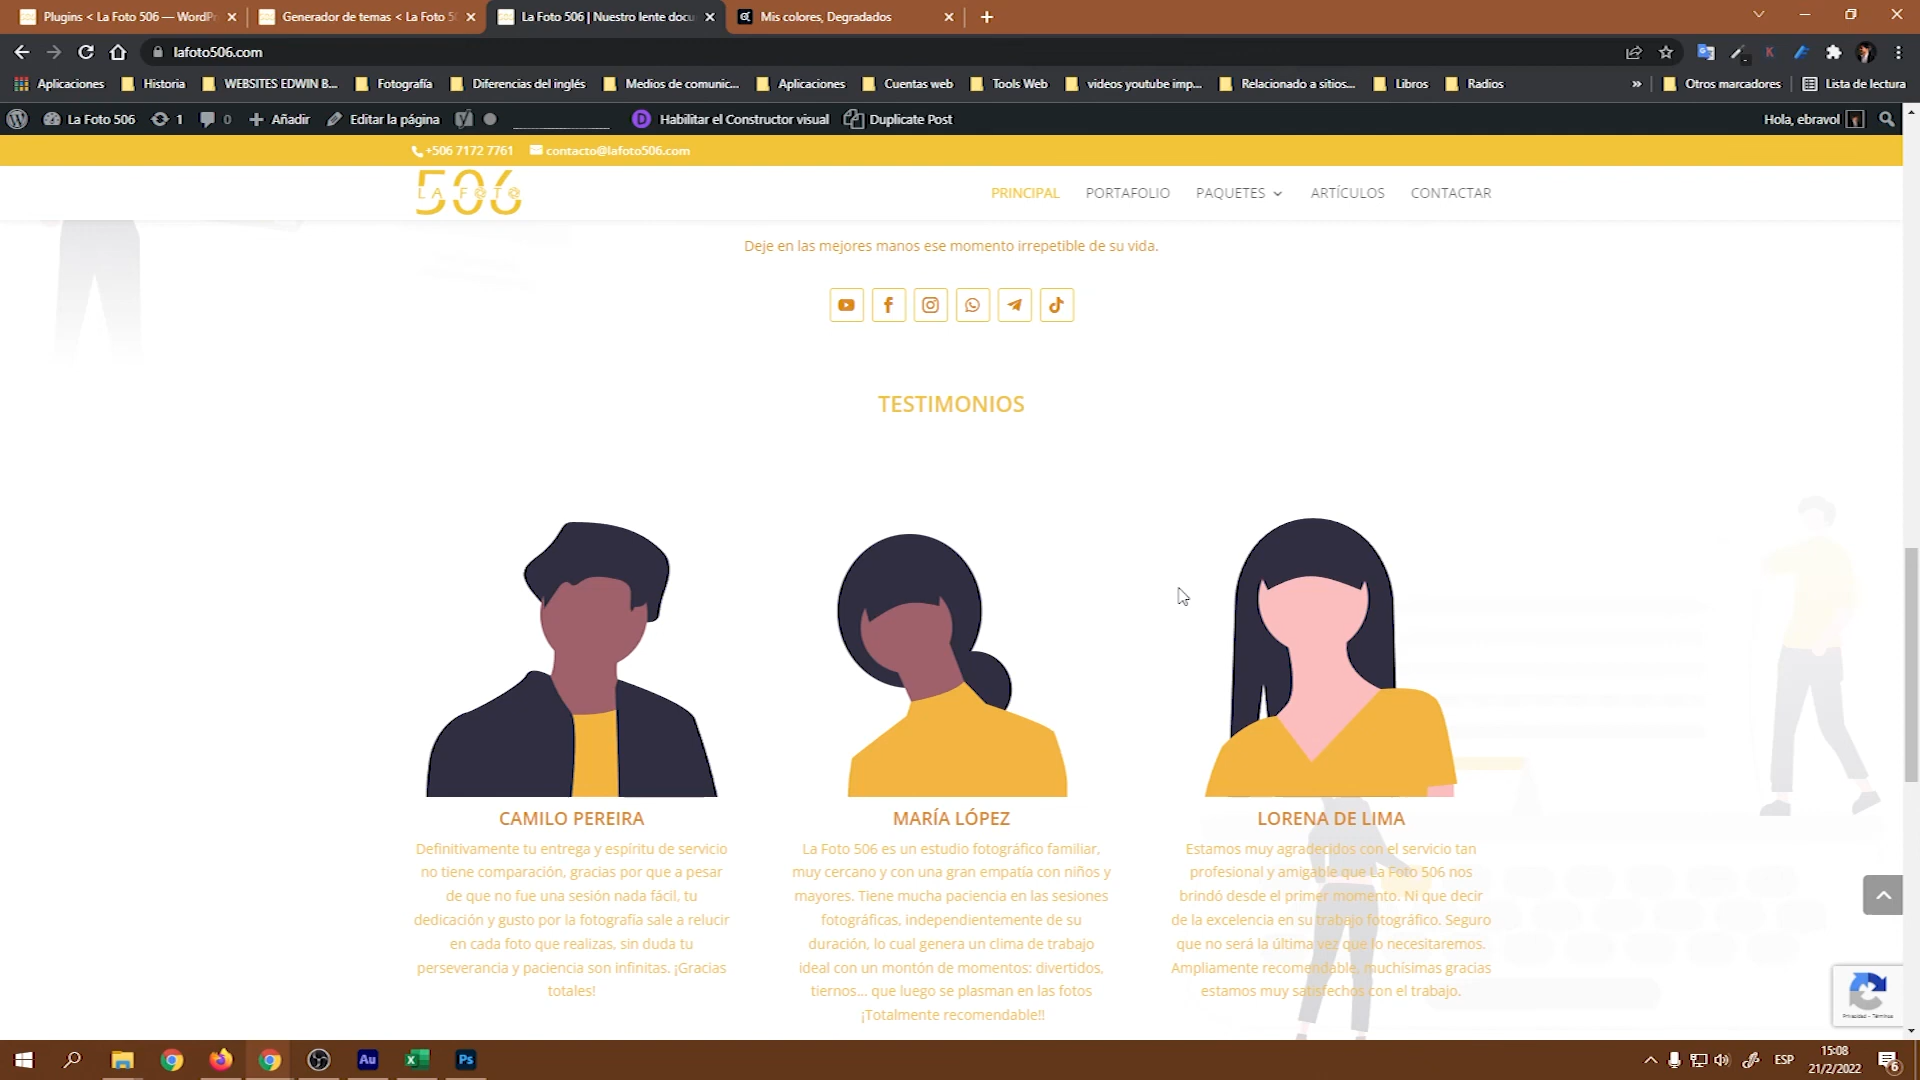 Plugins < La Foto 506 — WordPr
Generador de temas < La Foto 50
La Foto 506 | Nuestro lente docu
Mis colores, Degradados
lafoto506.com
Aplicaciones
Historia
WEBSITES EDWIN B...
Fotografía
Diferencias del inglés
Medios de comunic...
Aplicaciones
Cuentas web
Tools Web
videos youtube imp...
Relacionado a sitios...
Libros
Radios
»
Otros marcadores
Lista de lectura
La Foto 506
1
0
Añadir
Editar la página
Habilitar el Constructor visual
Duplicate Post
Hola, ebravol
+506 7172 7761
contacto@lafoto506.com
506
LA FOTO
PRINCIPAL
PORTAFOLIO
PAQUETES
ARTÍCULOS
CONTACTAR
Deje en las mejores manos ese momento irrepetible de su vida.
TESTIMONIOS
CAMILO PEREIRA
Definitivamente tu entrega y espíritu de servicio
no tiene comparación, gracias por que a pesar
de que no fue una sesión nada fácil, tu
dedicación y gusto por la fotografía sale a relucir
en cada foto que realizas, sin duda tu
perseverancia y paciencia son infinitas. ¡Gracias
totales!
MARÍA LÓPEZ
La Foto 506 es un estudio fotográfico familiar,
muy cercano y con una gran empatía con niños y
mayores. Tiene mucha paciencia en las sesiones
fotográficas, independientemente de su
duración, lo cual genera un clima de trabajo
ideal con un montón de momentos: divertidos,
tiernos... que luego se plasman en las fotos
¡Totalmente recomendable!!
LORENA DE LIMA
Estamos muy agradecidos con el servicio tan
profesional y amigable que La Foto 506 nos
brindó desde el primer momento. Ni que decir
de la excelencia en su trabajo fotográfico. Seguro
que no será la última vez que lo necesitaremos.
Ampliamente recomendable, muchísimas gracias
estamos muy satisfechos con el trabajo.
Privacidad - Términos
Au
Ps
ESP
15:08
21/2/2022
6